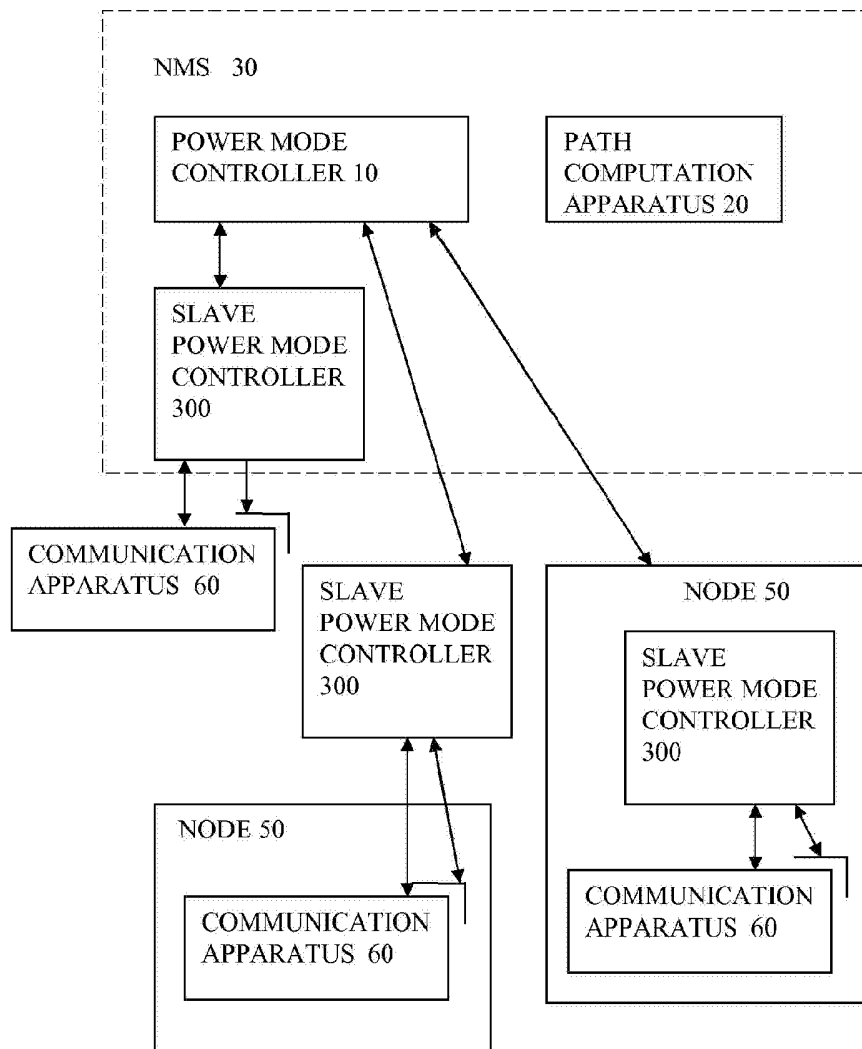 NMS 30
POWER MODE
CONTROLLER 10
PATH
COMPUTATION
APPARATUS 20
SLAVE
POWER MODE
CONTROLLER
300
COMMUNICATION
APPARATUS 60
SLAVE
POWER MODE
CONTROLLER
300
NODE 50
SLAVE
POWER MODE
CONTROLLER
300
NODE 50
COMMUNICATION
APPARATUS 60
COMMUNICATION
APPARATUS 60